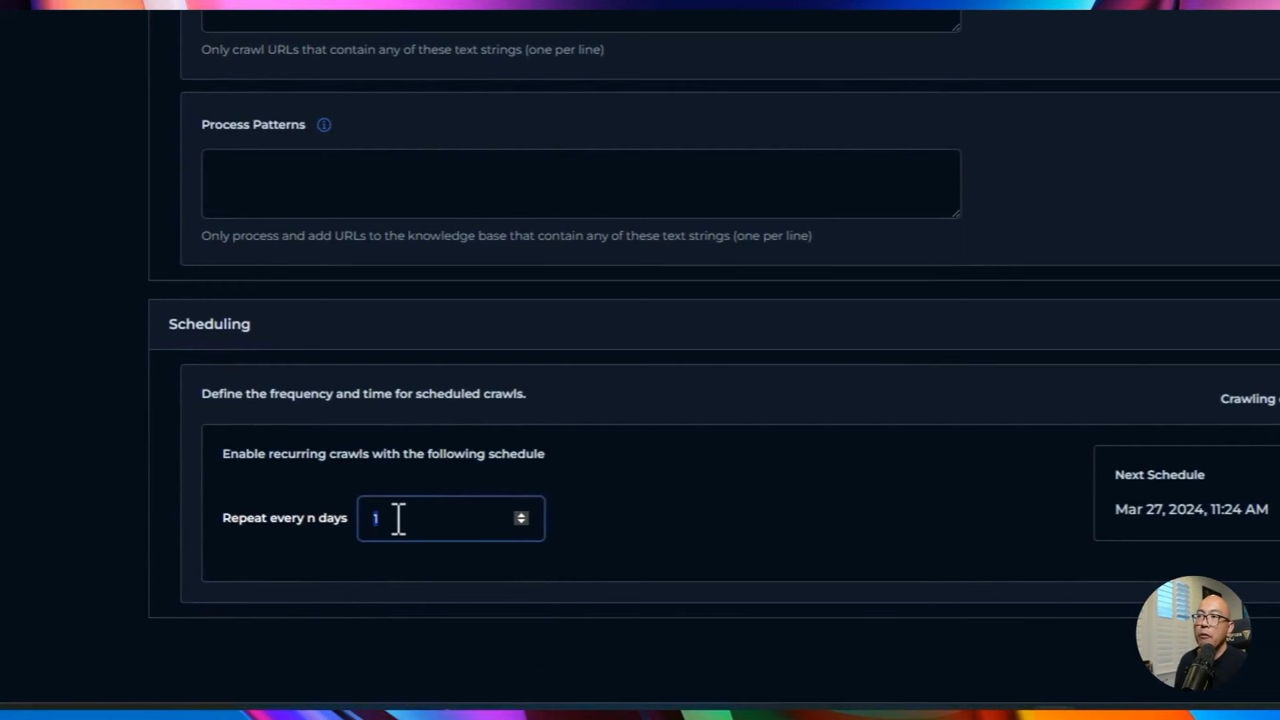 Only crawl URLs that contain any of these text strings (one per line)
Process Patterns
Only process and add URLs to the knowledge base that contain any of these text strings (one per line)
Scheduling
Define the frequency and time for scheduled crawls.
Crawling
Enable recurring crawls with the following schedule
Next Schedule
Repeat every n days 1
Mar 27, 2024, 11:24 AM